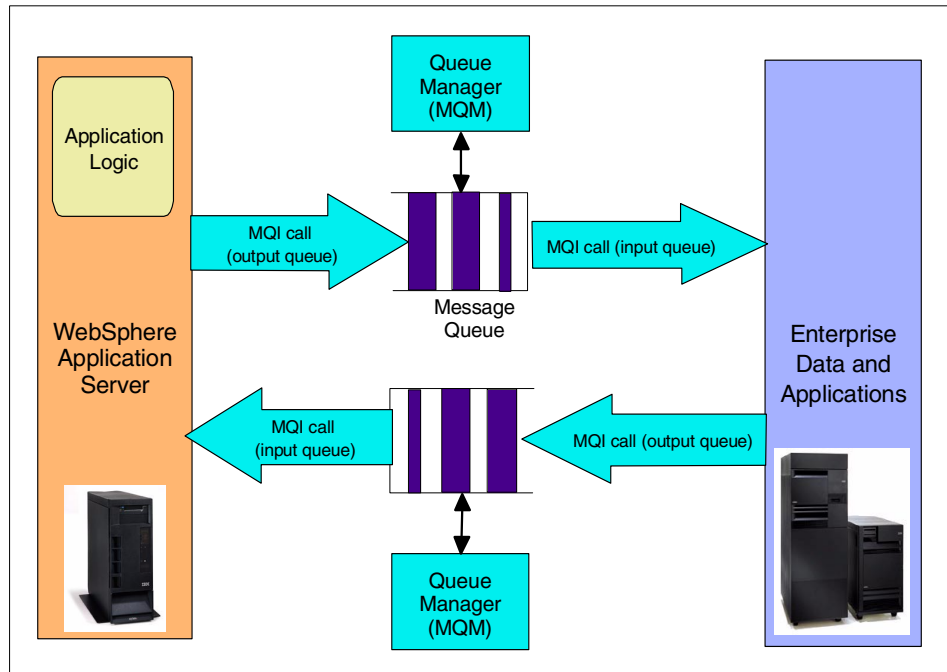 Queue
Manager
(MQM)
Application
Logic
MQI call
(output queue)
MQI call (input queue)
Message
Queue
WebSphere
Application
Server
Enterprise
Data and
Applications
MQI call
(input queue)
MQI call (output queue)
Queue
Manager
(MQM)